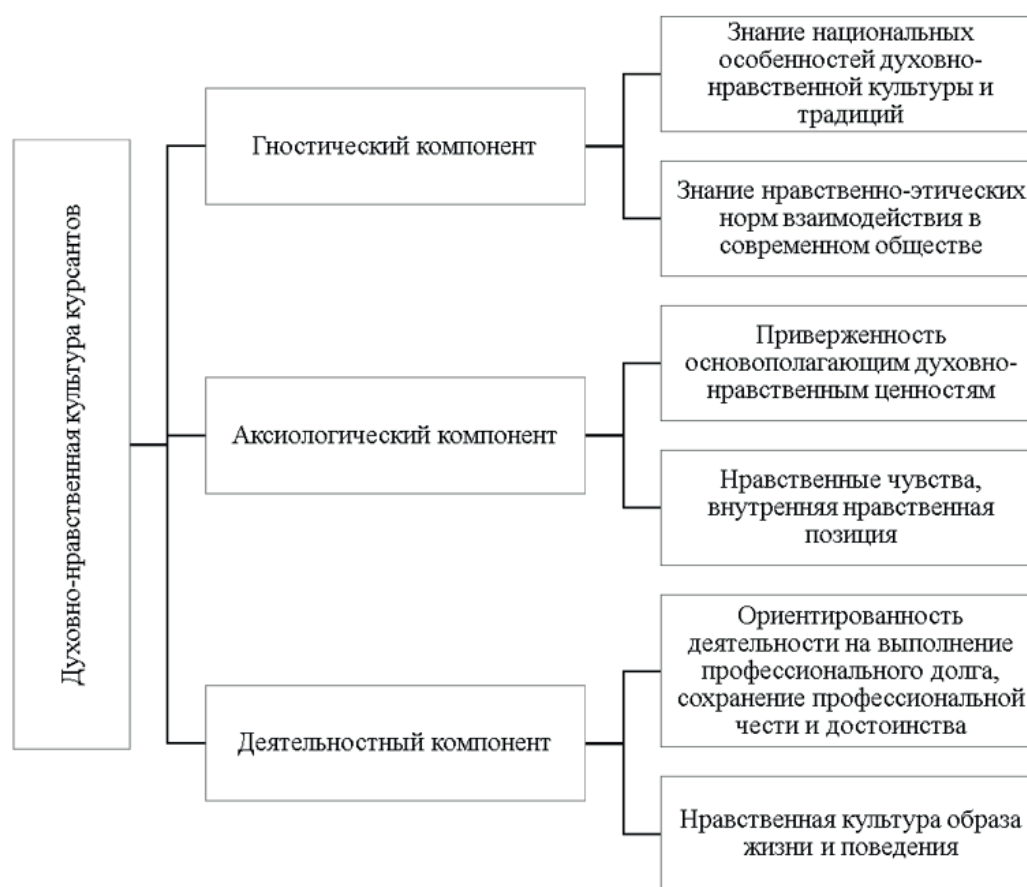 Духовно-нравственная культура курсантов
Гностический компонент
Знание национальных
особенностей духовно-
нравственной культуры и
традиций
Знание нравственно-этических
норм взаимодействия в
современном обществе
Аксиологический компонент
Приверженность
основополагающим духовно-
нравственным ценностям
Нравственные чувства,
внутренняя нравственная
позиция
Деятельностный компонент
Ориентированность
деятельности на выполнение
профессионального долга,
сохранение профессиональной
чести и достоинства
Нравственная культура образа
жизни и поведения